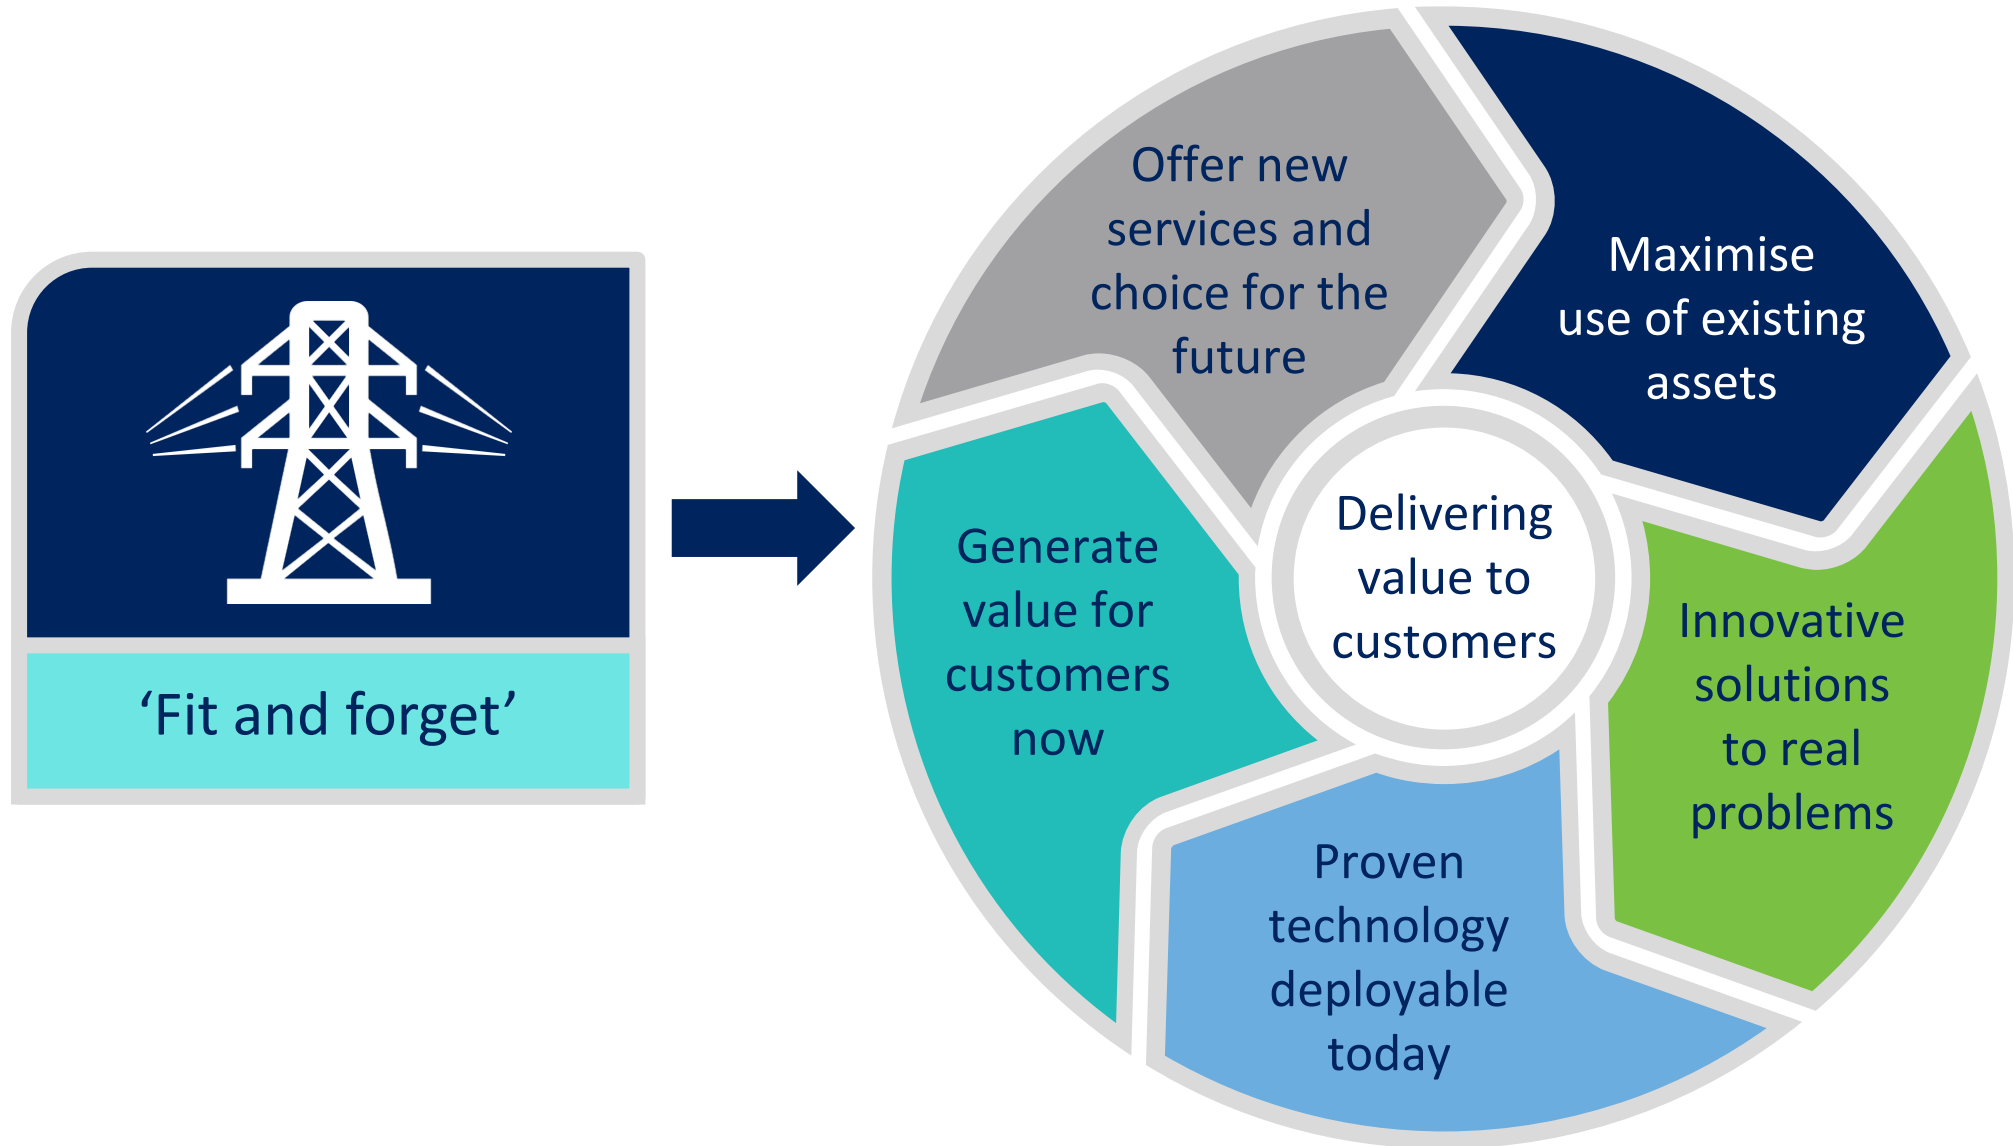 ‘Fit and forget’
Offer new
services and
choice for the
future
Maximise
use of existing
assets
Innovative
solutions
to real
problems
Proven
technology
deployable
today
Generate
value for
customers
now
Delivering
value to
customers